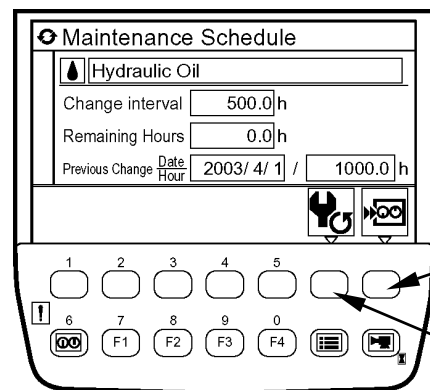 Maintenance Schedule
Hydraulic Oil
Change interval 500.0 h
Remaining Hours 0.0 h
Previous Change Date Hour 2003/ 4/ 1 / 1000.0 h
1 2 3 4 5
6 7 8 9 0
F1 F2 F3 F4